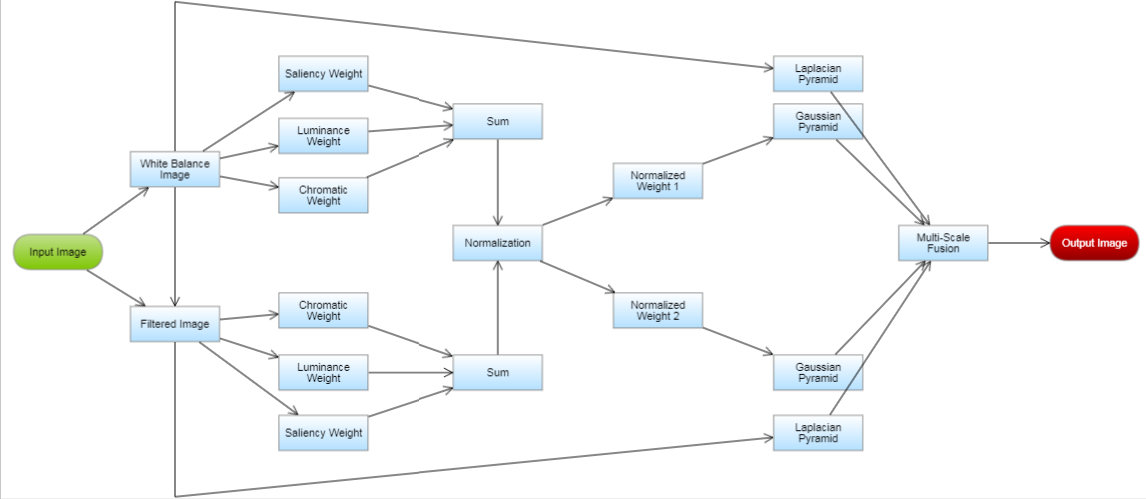 Saliency Weight
Laplacian
Pyramid
Gaussian
Pyramid
Luminance
Weight
Sum
White Balance
Image
Chromatic
Weight
Normalized
Weight 1
Input Image
Normalization
Multi-Scale
Fusion
Output Image
Filtered Image
Chromatic
Weight
Normalized
Weight 2
Luminance
Weight
Sum
Gaussian
Pyramid
Saliency Weight
Laplacian
Pyramid